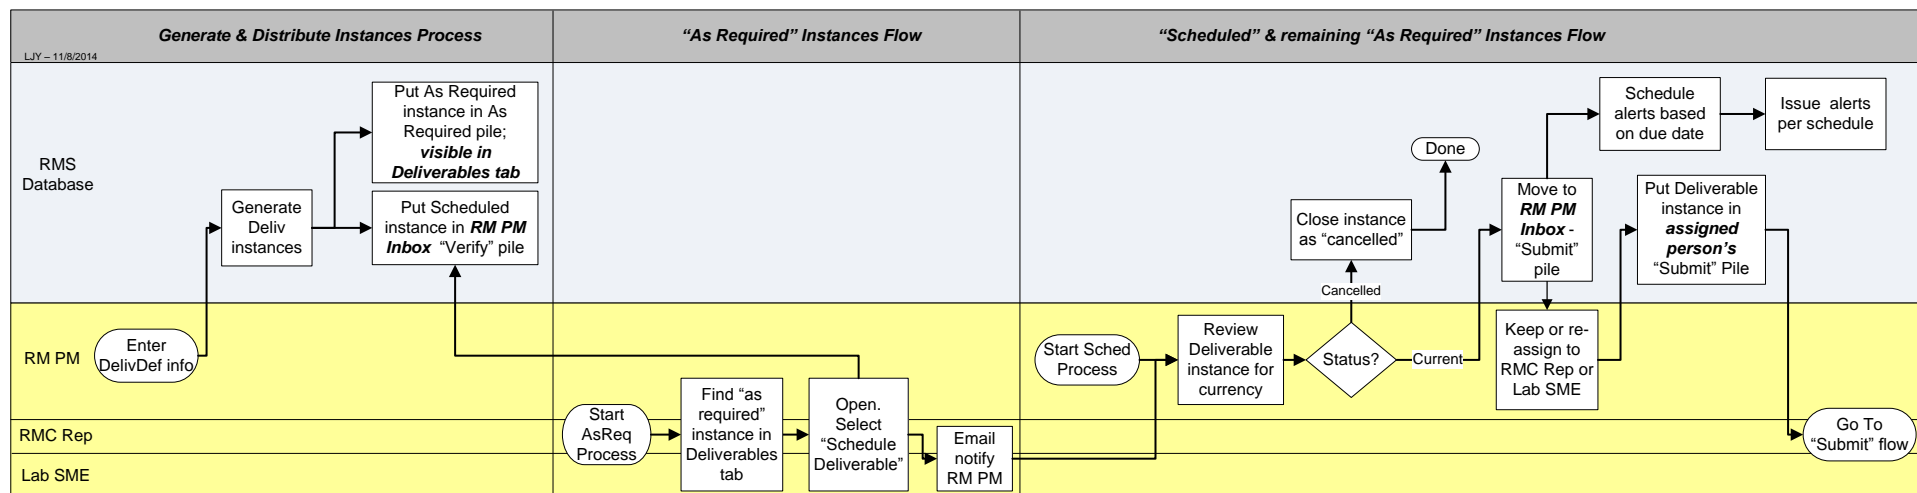 Generate & Distribute Instances Process
“As Required” Instances Flow
“Scheduled” & remaining “As Required” Instances Flow
LJY – 11/8/2014
RMS
Database
Put As Required
instance in As
Required pile;
visible in
Deliverables tab
Generate
Deliv
instances
Put Scheduled
instance in RM PM
Inbox “Verify” pile
Schedule
alerts based
on due date
Issue alerts
per schedule
Done
Close instance
as “cancelled”
Move to
RM PM
Inbox -
“Submit”
pile
Put Deliverable
instance in
assigned
person’s
“Submit” Pile
Cancelled
RM PM
Enter
DelivDef info
Start Sched
Process
Review
Deliverable
instance for
currency
Status?
Current
Keep or re-
assign to
RMC Rep or
Lab SME
RMC Rep
Lab SME
Start
AsReq
Process
Find “as
required”
instance in
Deliverables
tab
Open.
Select
“Schedule
Deliverable”
Email
notify
RM PM
Go To
“Submit” flow